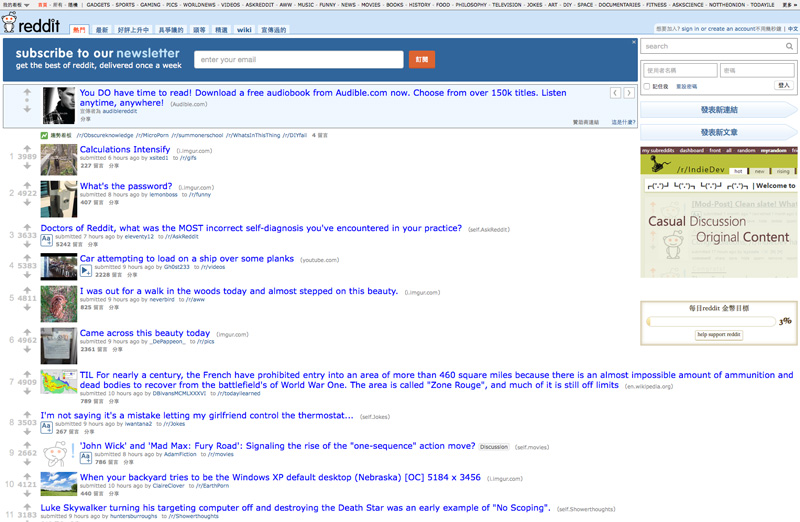 我的看板 首頁 - 所有 - 隨機 | GADGETS - SPORTS - GAMING - PICS - WORLDNEWS - VIDEOS - ASKREDDIT - AWW - MUSIC - FUNNY - NEWS - MOVIES - BOOKS - HISTORY - FOOD - PHILOSOPHY - TELEVISION - JOKES - ART - DIY - SPACE - DOCUMENTARIES - FITNESS - ASKSCIENCE - NOTTHEONION - TODAYILE 更多 »
reddit 熱門 最新 好評上升中 具爭議的 頭等 精選 wiki 宣傳過的
想要加入? sign in or create an account 不用幾秒鐘 | 中文
subscribe to our newsletter
get the best of reddit, delivered once a week
enter your email
訂閱
search
使用者名稱 密碼
記住我 重設密碼 登入
You DO have time to read! Download a free audiobook from Audible.com now. Choose from over 150k titles. Listen
anytime, anywhere! (Audible.com)
宣傳者為 audiblereddit
分享
贊助商連結 這是什麼?
發表新連結
發表新文章
趨勢看板 /r/Obscureknowledge /r/MicroPorn /r/summerschool /r/WhatsInThisThing /r/DIYfail 4 留言
1 3989 Calculations Intensify (i.imgur.com)
submitted 8 hours ago by xsited1 to /r/gifs
227 留言 分享
2 4922 What's the password? (i.imgur.com)
submitted 8 hours ago by lemonboss to /r/funny
407 留言 分享
3 3633 Doctors of Reddit, what was the MOST incorrect self-diagnosis you've encountered in your practice? (self.AskReddit)
submitted 7 hours ago by eleventy12 to /r/AskReddit
5242 留言 分享
4 5383 Car attempting to load on a ship over some planks (youtube.com)
submitted 9 hours ago by Gh0st233 to /r/videos
2228 留言 分享
5 4811 I was out for a walk in the woods today and almost stepped on this beauty. (i.imgur.com)
submitted 9 hours ago by neverbird to /r/aww
825 留言 分享
6 4962 Came across this beauty today (imgur.com)
submitted 9 hours ago by _DePappeon_ to /r/pics
2361 留言 分享
7 4909 TIL For nearly a century, the French have prohibited entry into an area of more than 460 square miles because there is an almost impossible amount of ammunition and
dead bodies to recover from the battlefield's of World War One. The area is called "Zone Rouge", and much of it is still off limits (en.wikipedia.org)
submitted 10 hours ago by DBivansMCMLXXXVI to /r/todayilearned
789 留言 分享
8 3503 I'm not saying it's a mistake letting my girlfriend control the thermostat... (self.Jokes)
submitted 9 hours ago by iwantana2 to /r/Jokes
267 留言 分享
9 2662 'John Wick' and 'Mad Max: Fury Road': Signaling the rise of the "one-sequence" action move? Discussion (self.movies)
submitted 8 hours ago by AdamFiction to /r/movies
786 留言 分享
10 4121 When your backyard tries to be the Windows XP default desktop (Nebraska) [OC] 5184 x 3456 (i.imgur.com)
submitted 10 hours ago by ClaireClover to /r/EarthPorn
440 留言 分享
11 3183 Luke Skywalker turning his targeting computer off and destroying the Death Star was an early example of "No Scoping". (self.Showerthoughts)
submitted 9 hours ago by huntersburroughs to /r/Showerthoughts
my subreddits dashboard front all random myrandom
/r/IndieDev hot new rising
| Welcome to
[Mod-Post] Clean slate! What
Casual Discussion
Original Content
每日reddit 金幣目標
3%
help support reddit